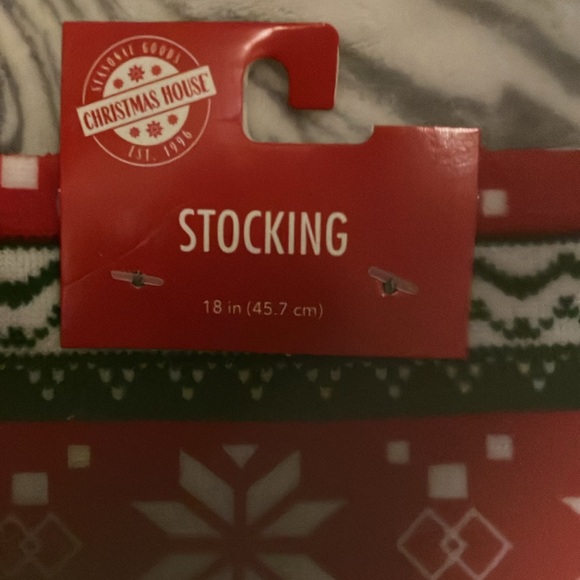 SEASONAL GOODS
CHRISTMAS HOUSE
EST. 1996
STOCKING
18 in (45.7 cm)